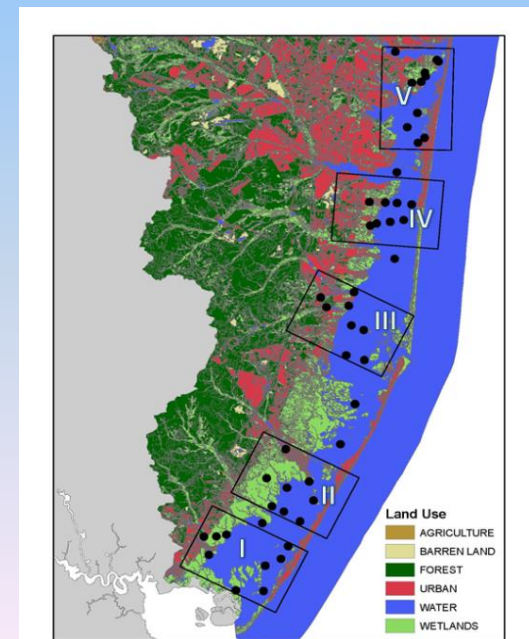 V
IV
III
II
I
Land Use
AGRICULTURE
BARREN LAND
FOREST
URBAN
WATER
WETLANDS